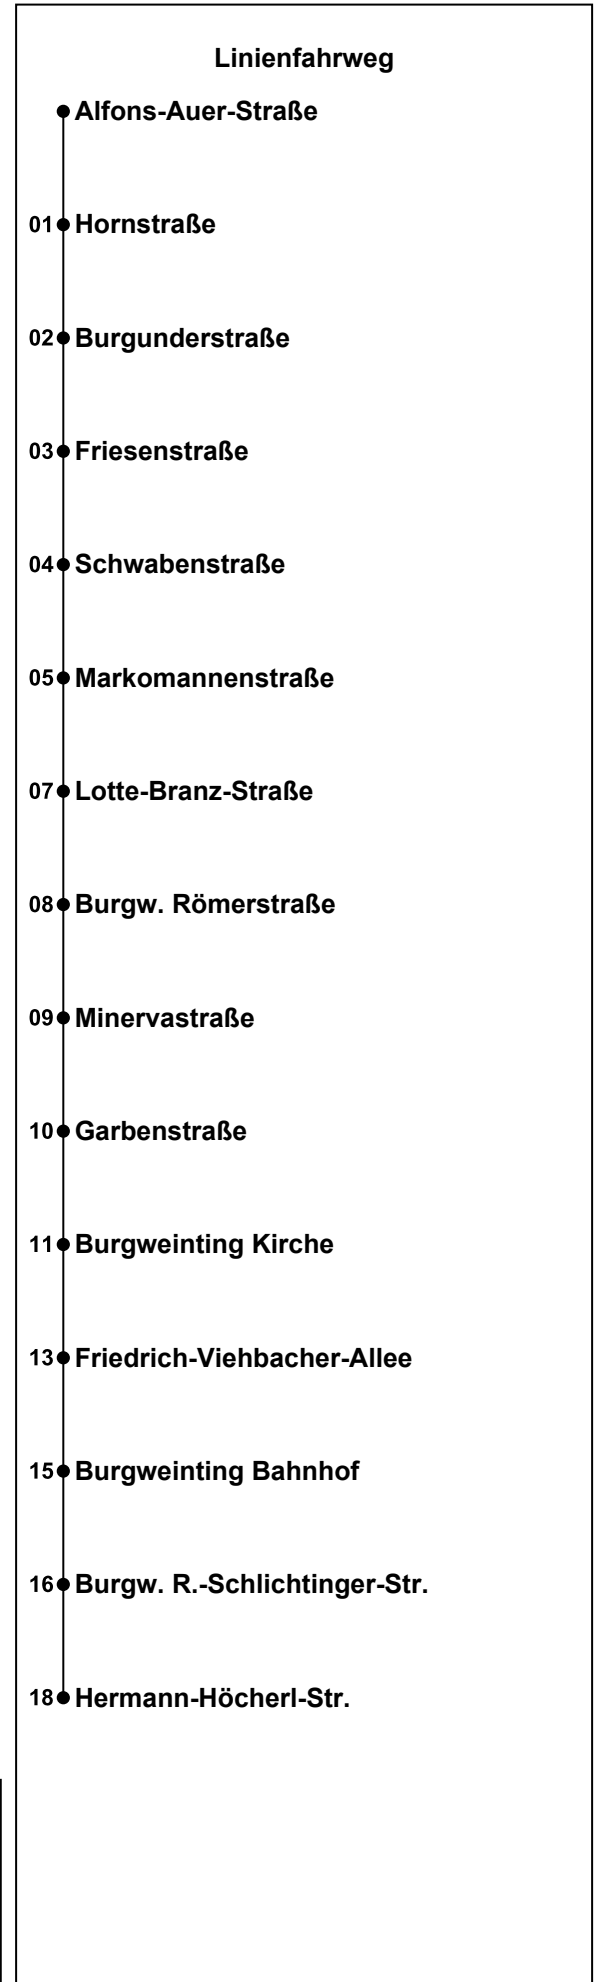 Linienfahrweg
Alfons-Auer-Straße
01 Hornstraße
02 Burgunderstraße
03 Friesenstraße
04 Schwabenstraße
05 Markomannenstraße
07 Lotte-Branz-Straße
08 Burgw. Römerstraße
09 Minervastraße
10 Garbenstraße
11 Burgweinting Kirche
13 Friedrich-Viehbacher-Allee
15 Burgweinting Bahnhof
16 Burgw. R.-Schlichtinger-Str.
18 Hermann-Höcherl-Str.